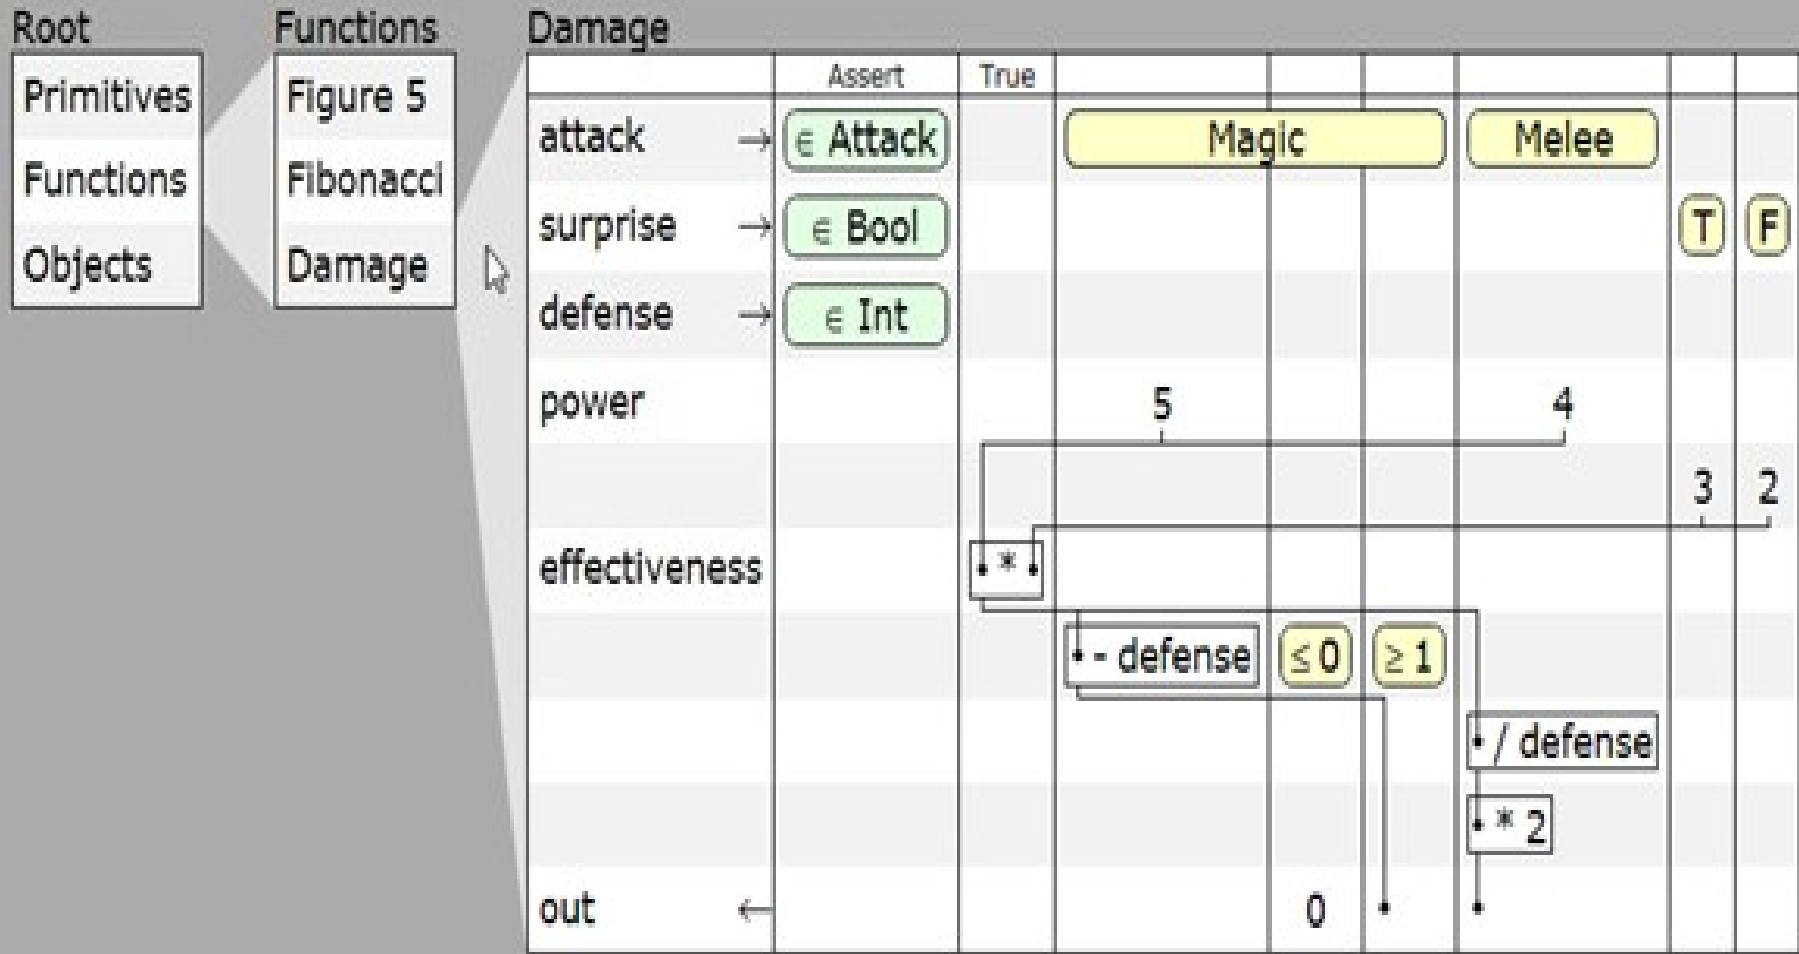 Root Functions Damage
Primitives Figure 5 Assert True
Functions Fibonacci attack → ∈ Attack Magic Melee
Objects Damage surprise → ∈ Bool T F
defense → ∈ Int
power 5 4
3 2
effectiveness *
- defense ≤ 0 ≥ 1
/ defense
* 2
out ← 0